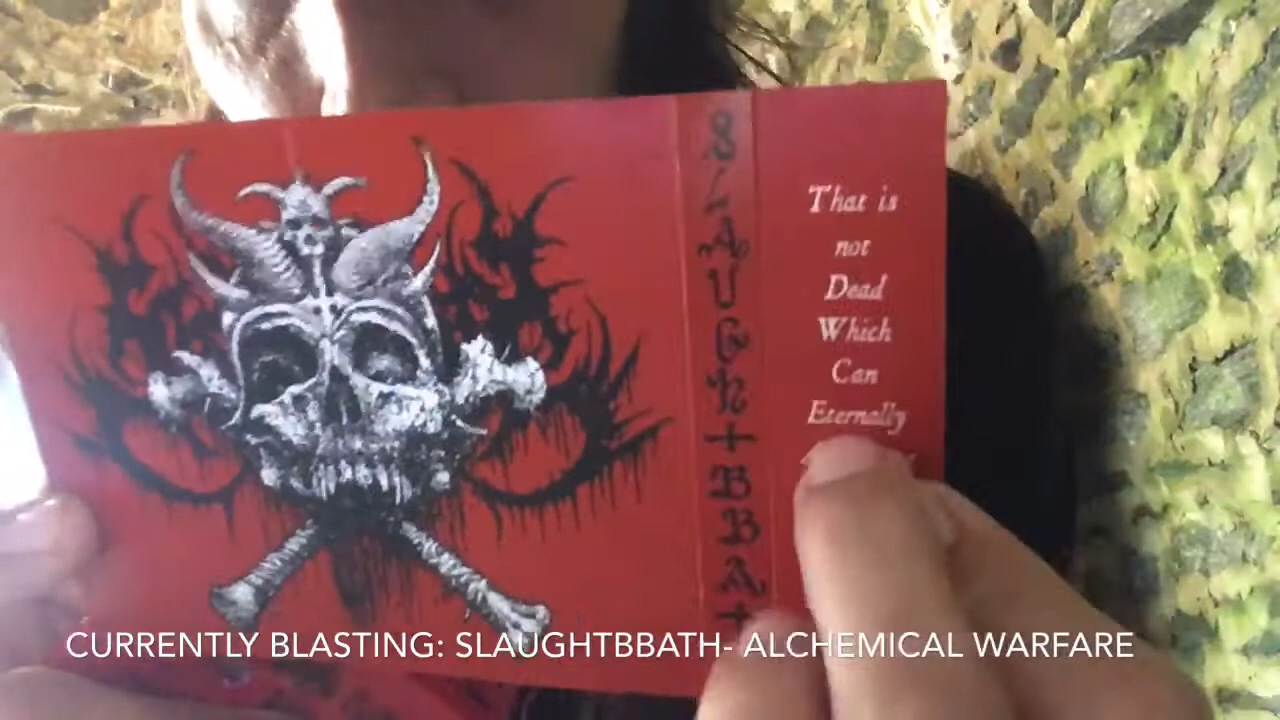 SLAUGHTBBAT
That is
not
Dead
Which
Can
Eternally
CURRENTLY BLASTING: SLAUGHTBBATH- ALCHEMICAL WARFARE